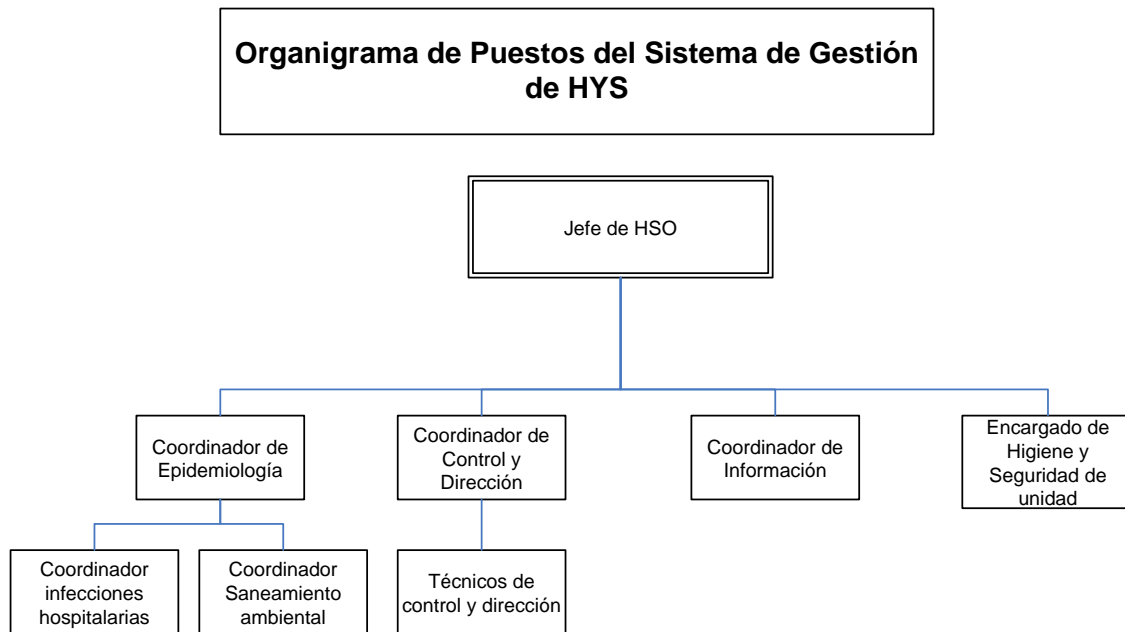 Organigrama de Puestos del Sistema de Gestión
de HYS
Jefe de HSO
Coordinador de
Epidemiología
Coordinador de
Control y
Dirección
Coordinador de
Información
Encargado de
Higiene y
Seguridad de
unidad
Coordinador
infecciones
hospitalarias
Coordinador
Saneamiento
ambiental
Técnicos de
control y dirección